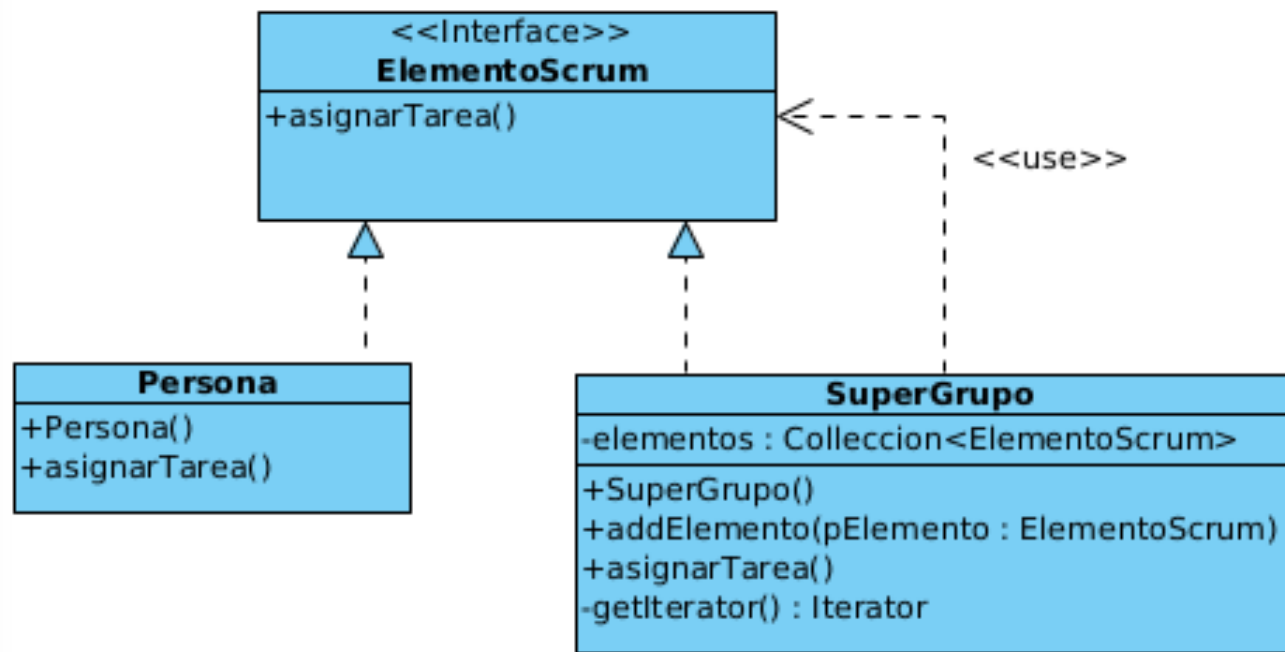 <<Interface>>
ElementoScrum
+asignarTarea()
<<use>>
Persona
+Persona()
+asignarTarea()
SuperGrupo
-elementos : Colleccion<ElementoScrum>
+SuperGrupo()
+addElemento(pElemento : ElementoScrum)
+asignarTarea()
-getIterator() : Iterator